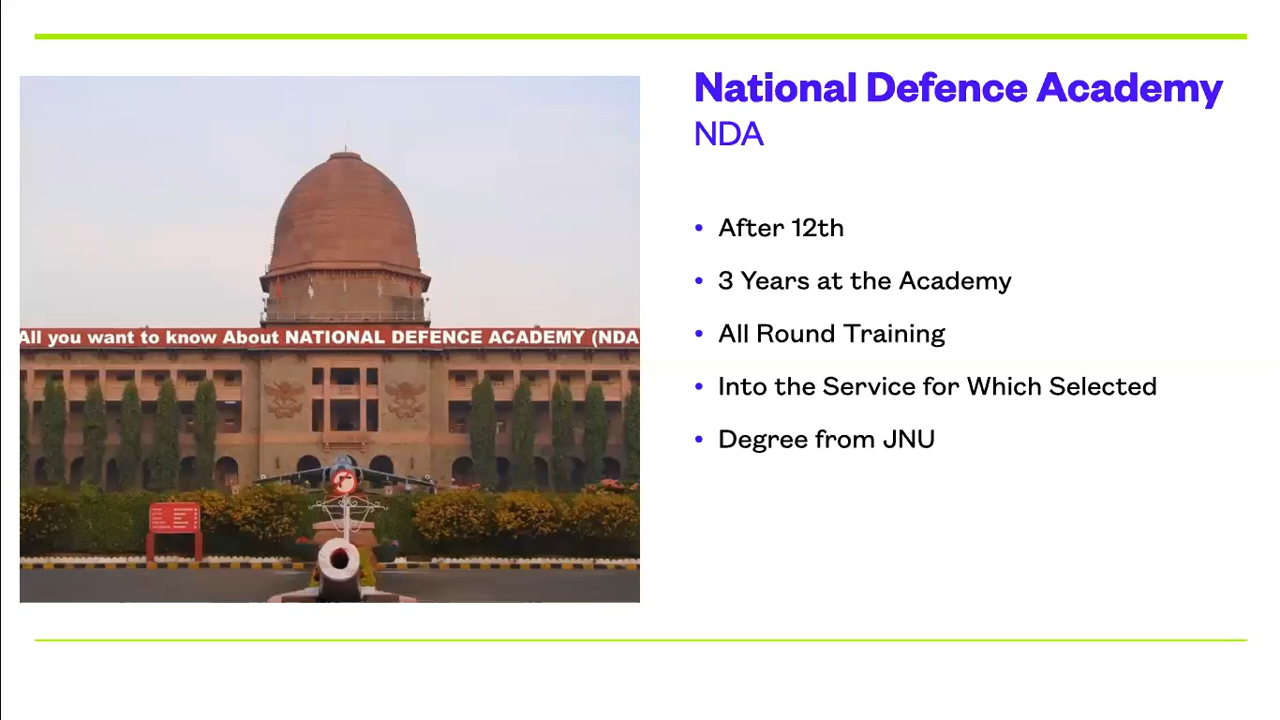 National Defence Academy
NDA
• After 12th
• 3 Years at the Academy
• All Round Training
• Into the Service for Which Selected
• Degree from JNU
All you want to know About NATIONAL DEFENCE ACADEMY (NDA